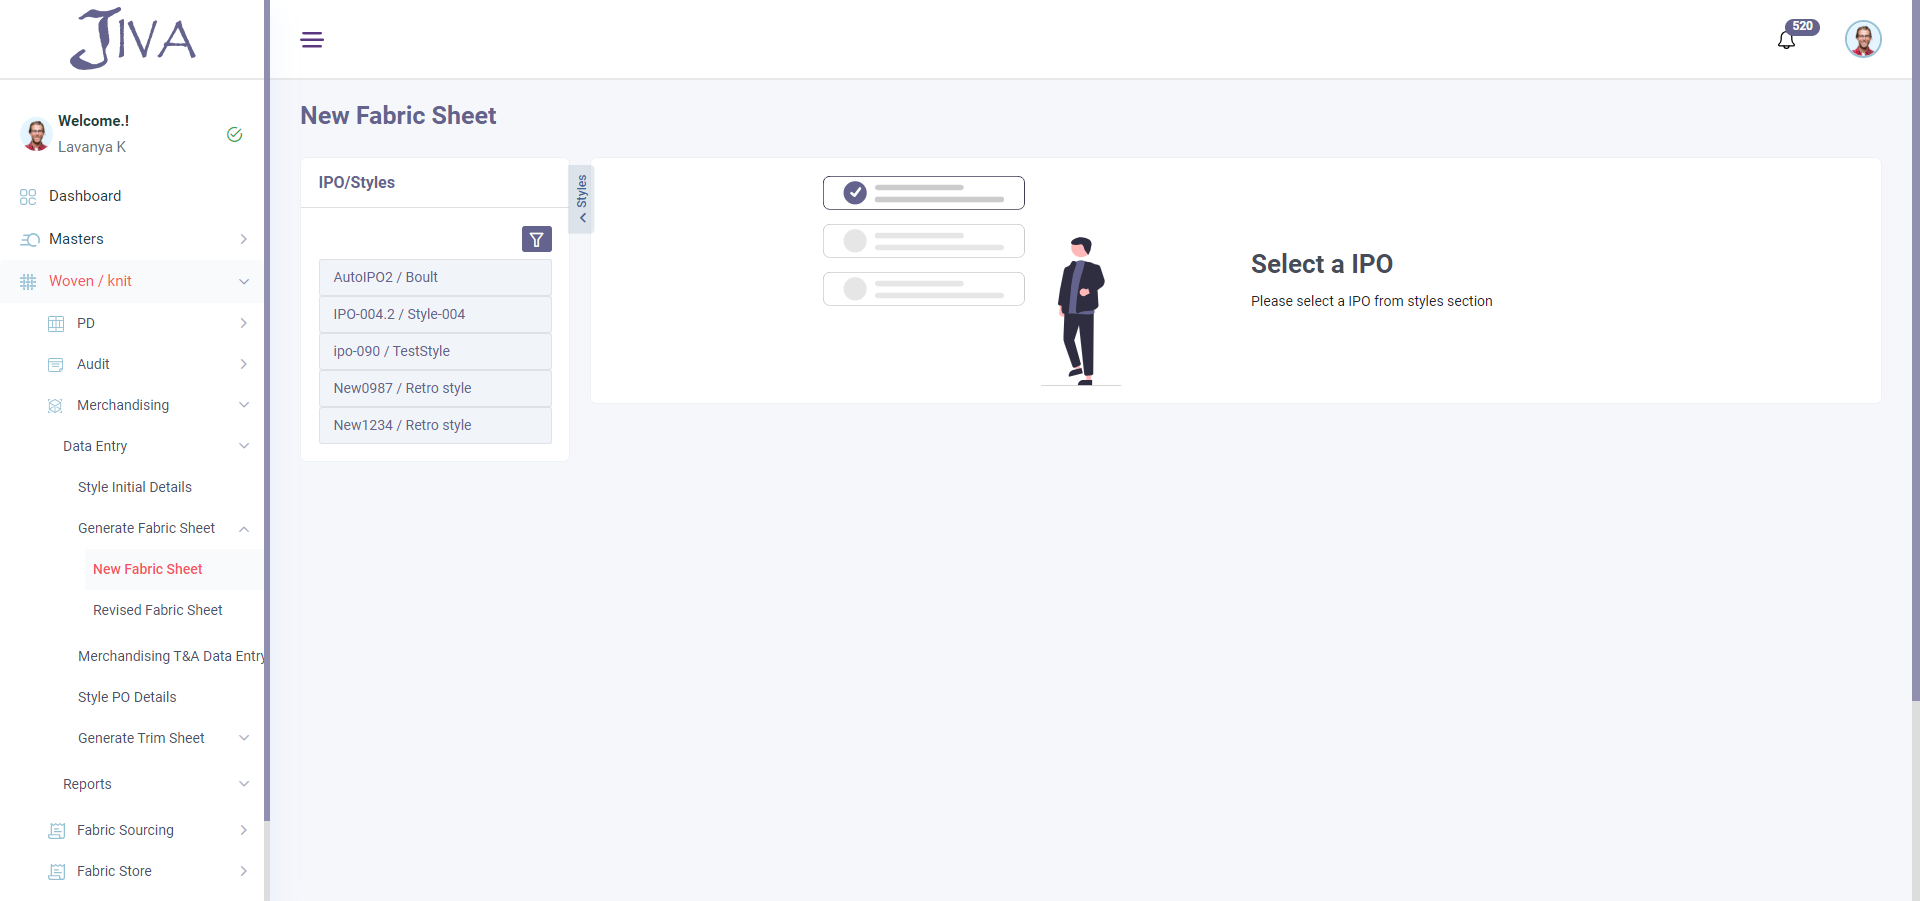 JIVA
520
Welcome.!
Lavanya K
Dashboard
Masters
Woven / knit
PD
Audit
Merchandising
Data Entry
Style Initial Details
Generate Fabric Sheet
New Fabric Sheet
Revised Fabric Sheet
Merchandising T&A Data Entry
Style PO Details
Generate Trim Sheet
Reports
Fabric Sourcing
Fabric Store
New Fabric Sheet
IPO/Styles
Styles
AutoIPO2 / Boult
IPO-004.2 / Style-004
ipo-090 / TestStyle
New0987 / Retro style
New1234 / Retro style
Select a IPO
Please select a IPO from styles section